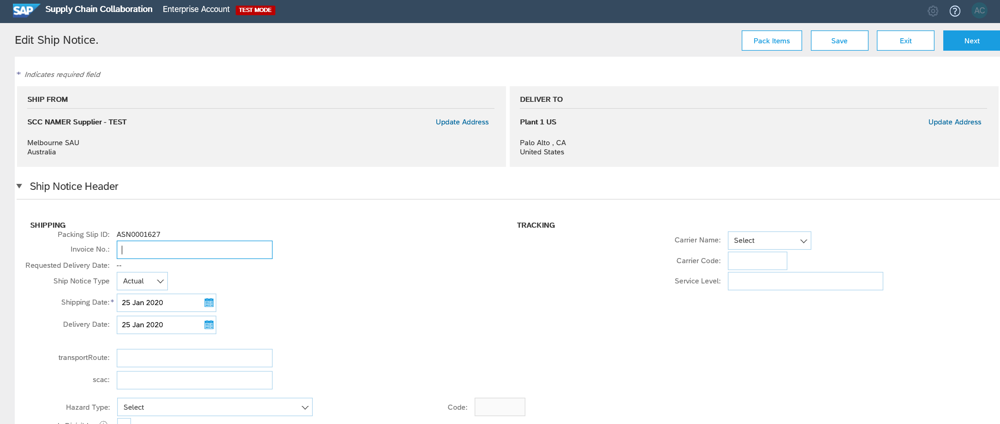 SAP Supply Chain Collaboration Enterprise Account TEST MODE ? AC
Edit Ship Notice. Pack Items Save Exit Next
* Indicates required field
SHIP FROM
SCC NAMER Supplier - TEST Update Address
Melbourne SAU
Australia
DELIVER TO
Plant 1 US Update Address
Palo Alto , CA
United States
Ship Notice Header
SHIPPING
Packing Slip ID: ASN0001627
Invoice No.:
Requested Delivery Date: --
Ship Notice Type Actual
Shipping Date:* 25 Jan 2020
Delivery Date: 25 Jan 2020
transportRoute:
scac:
Hazard Type: Select Code:
TRACKING
Carrier Name: Select
Carrier Code:
Service Level: